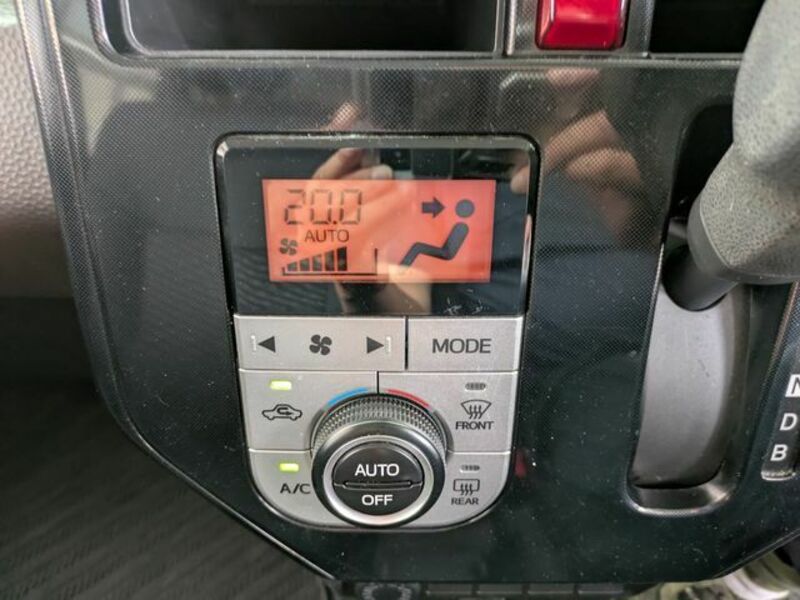 20.0
AUTO
MODE
FRONT
AUTO
OFF
A/C
REAR
N
D
B